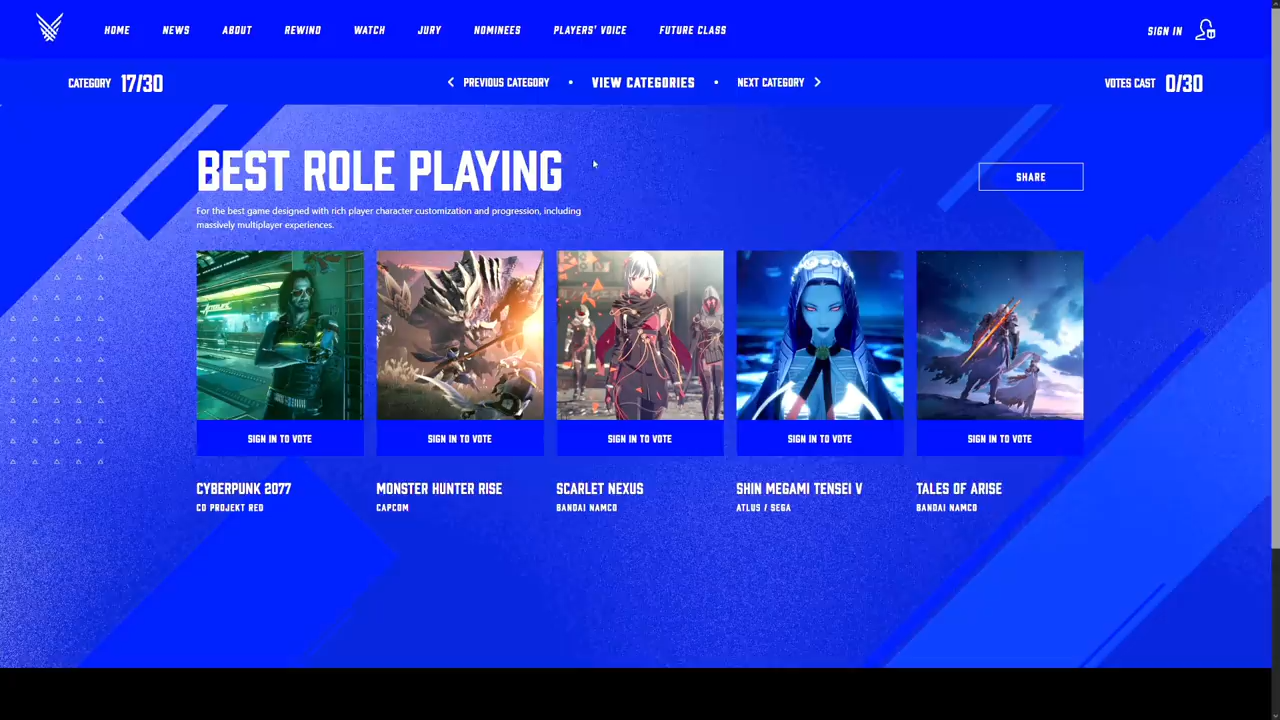 HOME NEWS ABOUT REWIND WATCH JURY NOMINEES PLAYERS' VOICE FUTURE CLASS SIGN IN
CATEGORY 17/30 PREVIOUS CATEGORY • VIEW CATEGORIES • NEXT CATEGORY VOTES CAST 0/30
BEST ROLE PLAYING
SHARE
For the best game designed with rich player character customization and progression, including
massively multiplayer experiences.
SIGN IN TO VOTE SIGN IN TO VOTE SIGN IN TO VOTE SIGN IN TO VOTE SIGN IN TO VOTE
CYBERPUNK 2077 MONSTER HUNTER RISE SCARLET NEXUS SHIN MEGAMI TENSEI V TALES OF ARISE
CD PROJEKT RED CAPCOM BANDAI NAMCO ATLUS / SEGA BANDAI NAMCO